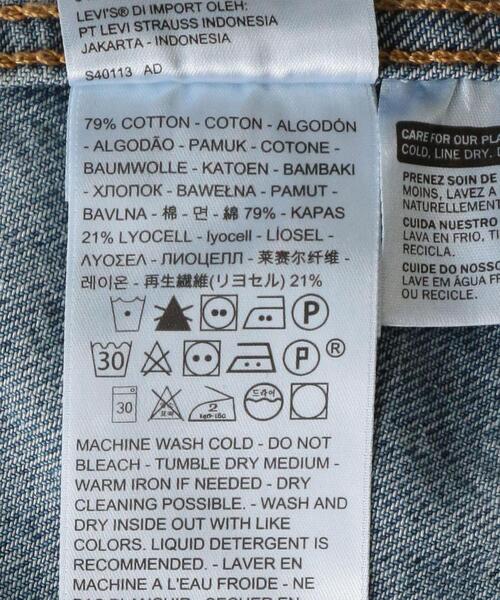 LEVI'S® DI IMPORT OLEH:
PT LEVI STRAUSS INDONESIA
JAKARTA - INDONESIA
S40113 AD
79% COTTON - COTON - ALGODÓN
- ALGODÃO - PAMUK - COTONE -
BAUMWOLLE - KATOEN - BAMBAKI
- ХЛОПОК - BAWEŁNA - PAMUT -
BAVLNA - 棉 - 면 - 綿 79% - KAPAS
21% LYOCELL - lyocell - LİOSEL -
ΛΥΟΣΕΛ - ЛИОЦЕЛЛ - 莱赛尔纤维 -
레이온 - 再生繊維(リヨセル) 21%
P
30 P ®
30 2 드라이
MACHINE WASH COLD - DO NOT
BLEACH - TUMBLE DRY MEDIUM -
WARM IRON IF NEEDED - DRY
CLEANING POSSIBLE. - WASH AND
DRY INSIDE OUT WITH LIKE
COLORS. LIQUID DETERGENT IS
RECOMMENDED. - LAVER EN
MACHINE A L'EAU FROIDE - NE
CARE FOR OUR PLA
COLD, LINE DRY, D
PRENEZ SOIN DE
MOINS, LAVEZ A
NATURELLEMENT
CUIDA NUESTRO
LAVA EN FRIO, TI
RECICLA.
CUIDE DO NOSSO
LAVE EM ÁGUA FR
OU RECICLE.